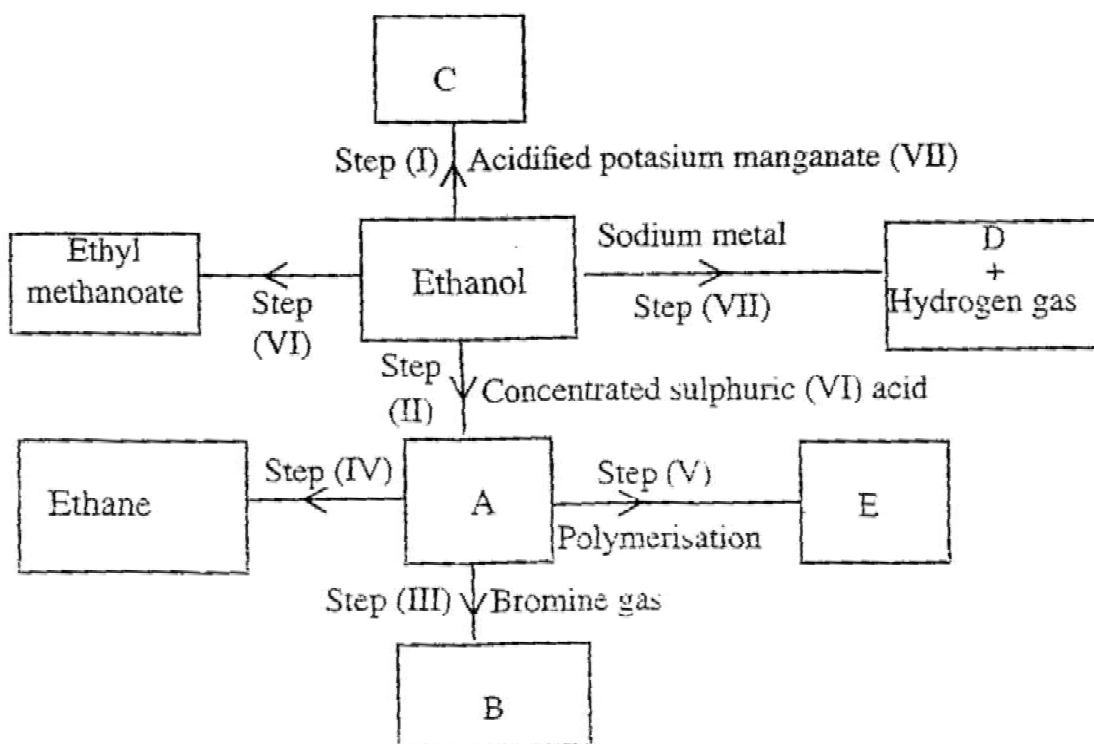 C
Step (I) Acidified potasium manganate (VII)
Ethyl
methanoate
Step
(VI)
Ethanol
Sodium metal
Step (VII)
D
+
Hydrogen gas
Step
(II)
Concentrated sulphuric (VI) acid
Ethane
Step (IV)
A
Step (V)
Polymerisation
E
Step (III) Bromine gas
B